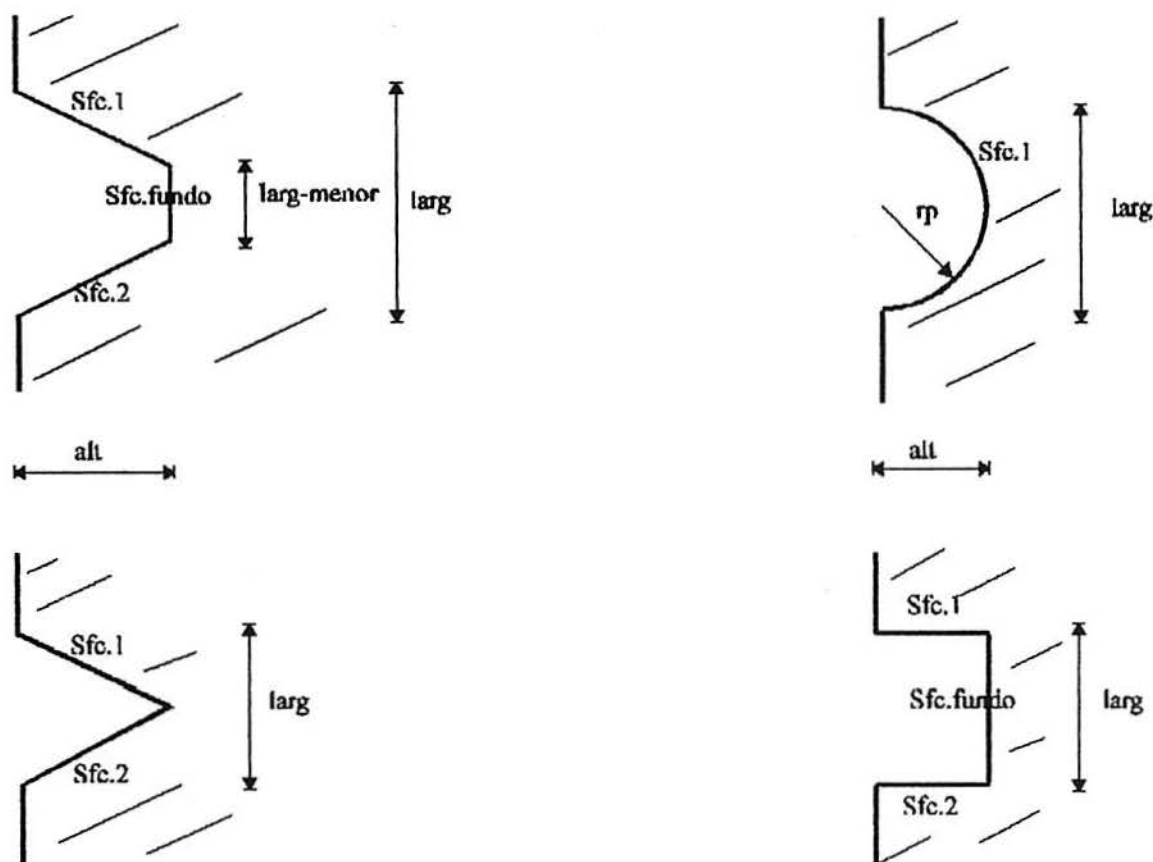 Sfc.1
Sfc.fundo
larg-menor
larg
Sfc.2
alt
Sfc.1
rp
larg
alt
Sfc.1
larg
Sfc.2
Sfc.1
Sfc.fundo
larg
Sfc.2